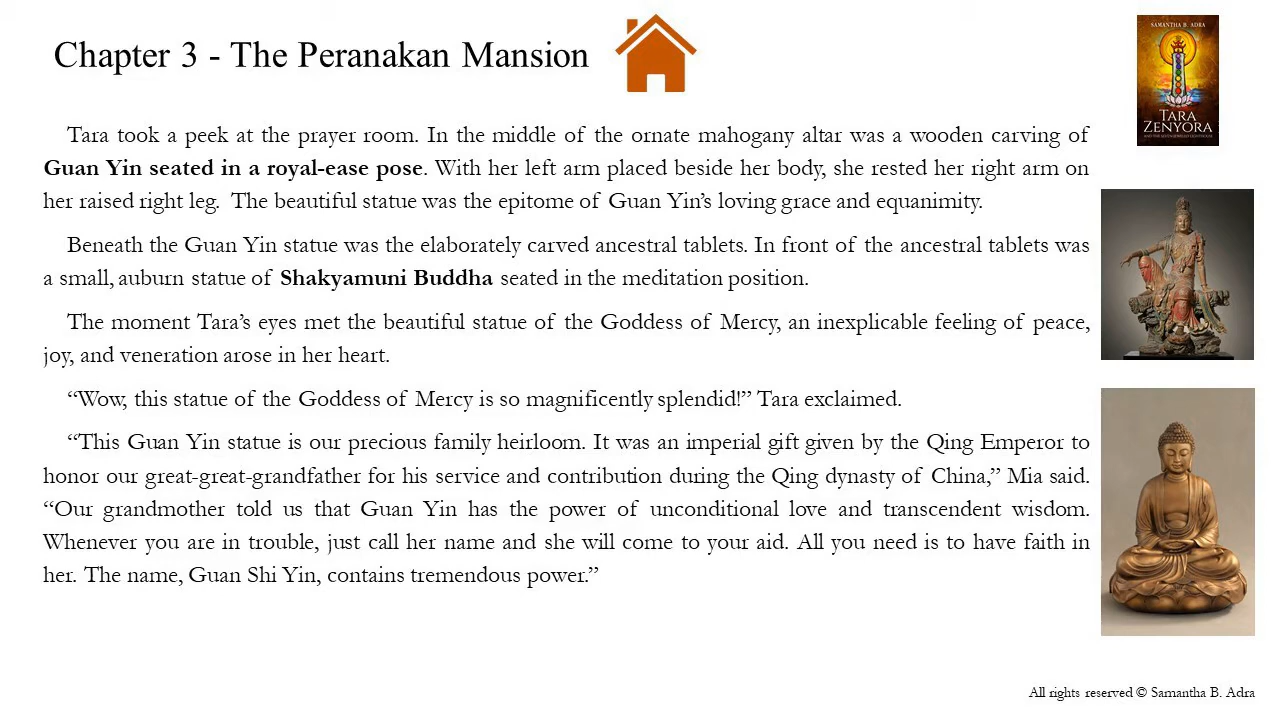 Chapter 3 - The Peranakan Mansion
SAMANTHA B. ADRA
TARA
ZENYORA
Tara took a peek at the prayer room. In the middle of the ornate mahogany altar was a wooden carving of
Guan Yin seated in a royal-ease pose. With her left arm placed beside her body, she rested her right arm on
her raised right leg. The beautiful statue was the epitome of Guan Yin’s loving grace and equanimity.
Beneath the Guan Yin statue was the elaborately carved ancestral tablets. In front of the ancestral tablets was
a small, auburn statue of Shakyamuni Buddha seated in the meditation position.
The moment Tara’s eyes met the beautiful statue of the Goddess of Mercy, an inexplicable feeling of peace,
joy, and veneration arose in her heart.
“Wow, this statue of the Goddess of Mercy is so magnificently splendid!” Tara exclaimed.
“This Guan Yin statue is our precious family heirloom. It was an imperial gift given by the Qing Emperor to
honor our great-great-grandfather for his service and contribution during the Qing dynasty of China,” Mia said.
“Our grandmother told us that Guan Yin has the power of unconditional love and transcendent wisdom.
Whenever you are in trouble, just call her name and she will come to your aid. All you need is to have faith in
her. The name, Guan Shi Yin, contains tremendous power.”
All rights reserved © Samantha B. Adra